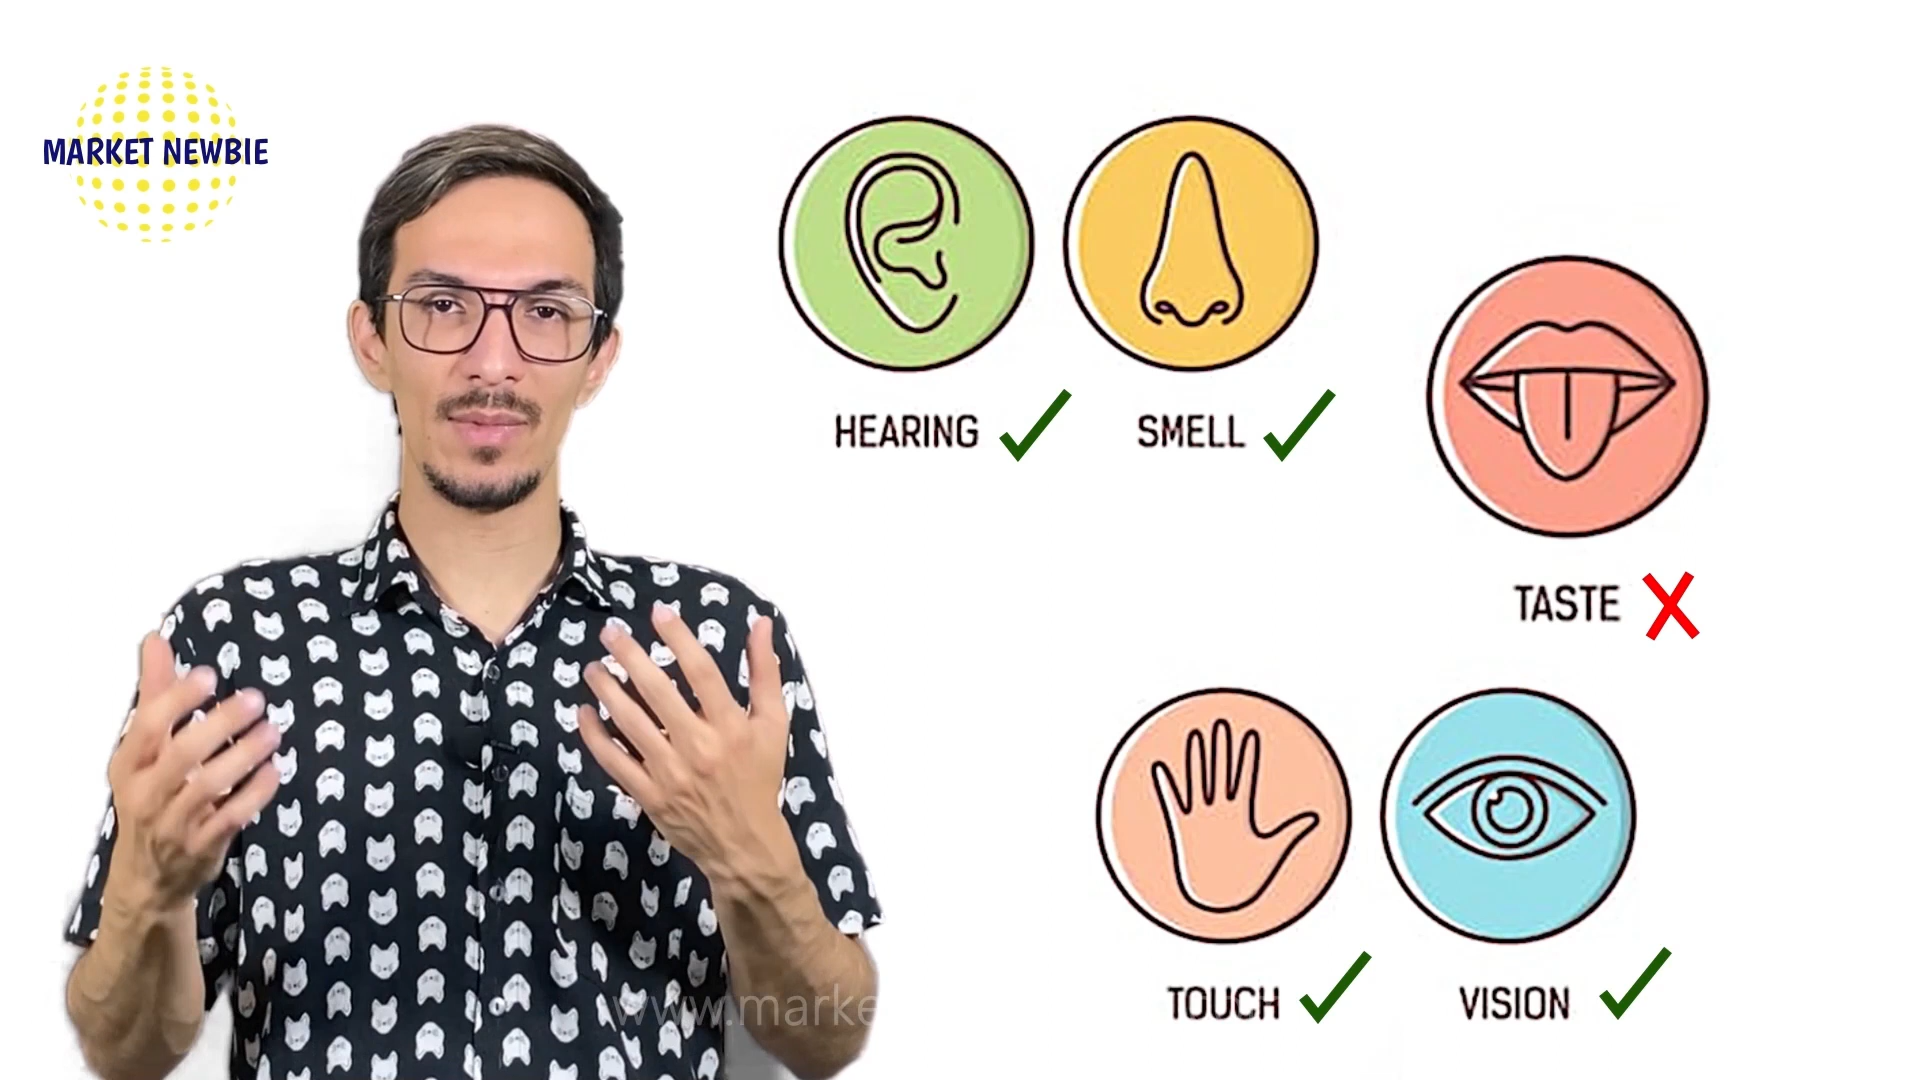 MARKET NEWBIE
HEARING
SMELL
TASTE
TOUCH
VISION
www.marke